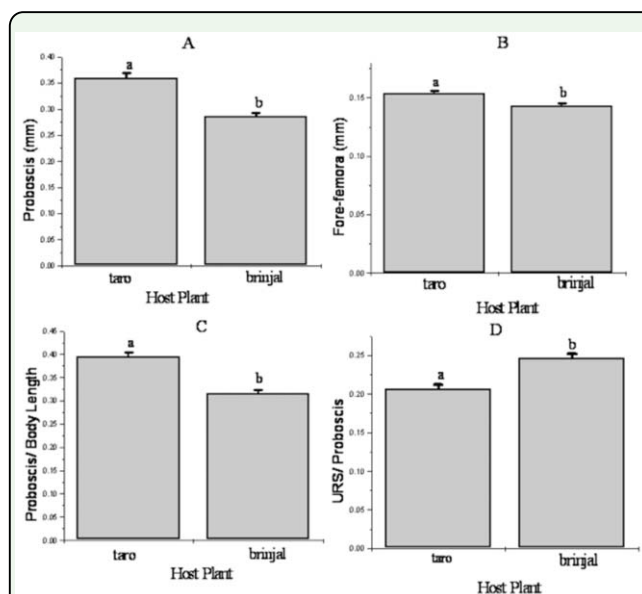 A
Proboscis (mm)
0.40
0.35
0.30
0.25
0.20
0.15
0.10
0.05
0.00
a
b
taro
brinjal
Host Plant
B
Fore-femora (mm)
0.15
0.10
0.05
0.00
a
b
taro
brinjal
Host Plant
C
Proboscis/ Body Length
0.45
0.40
0.35
0.30
0.25
0.20
0.15
0.10
0.05
0.00
a
b
taro
brinjal
Host Plant
D
URS/ Proboscis
0.25
0.20
0.15
0.10
0.05
0.00
a
b
taro
brinjal
Host Plant